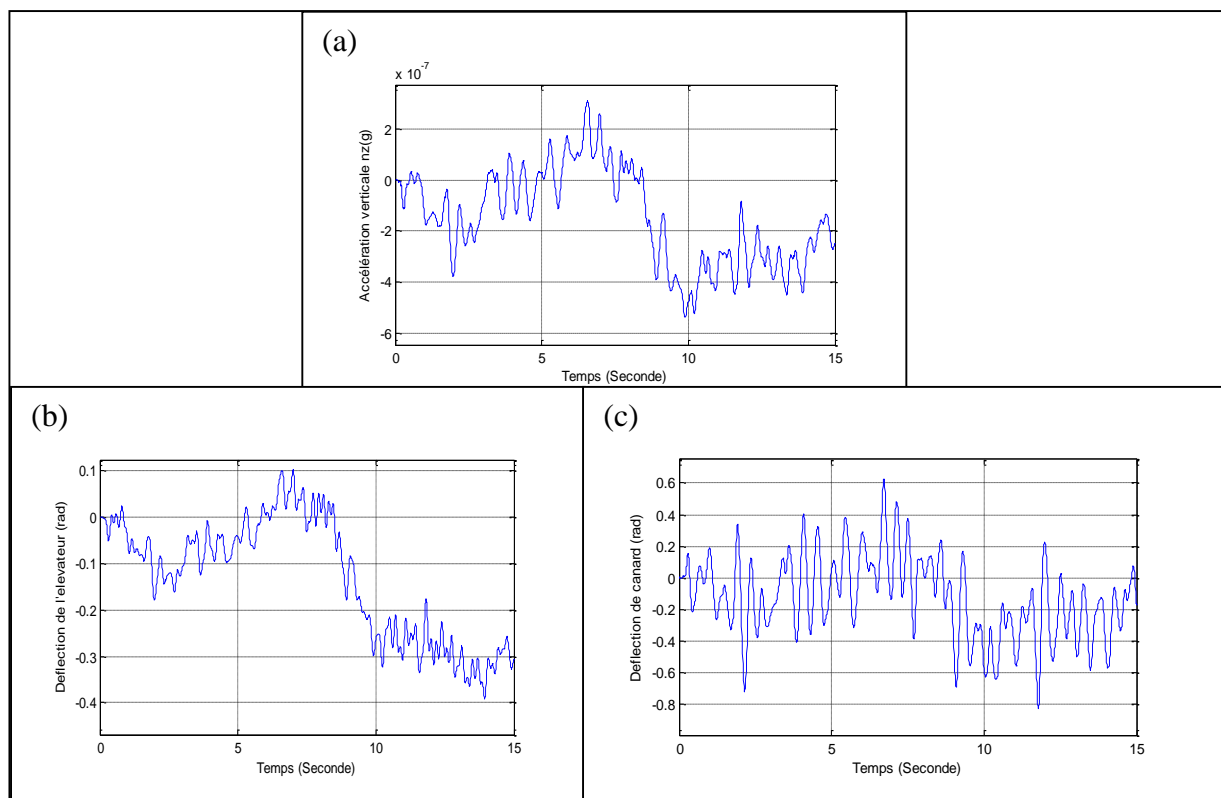 (a)
x 10^-7
Accélération verticale nz(g)
2
0
-2
-4
-6
0 5 10 15
Temps (Seconde)
(b)
Deflection de l'elevateur (rad)
0.1
0
-0.1
-0.2
-0.3
-0.4
0 5 10 15
Temps (Seconde)
(c)
Deflection de canard (rad)
0.6
0.4
0.2
0
-0.2
-0.4
-0.6
-0.8
0 5 10 15
Temps (Seconde)